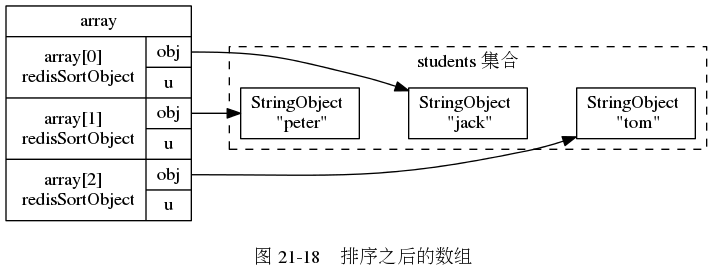 array
array[0]
redisSortObject
obj
u
array[1]
redisSortObject
obj
u
array[2]
redisSortObject
obj
u
students 集合
StringObject
"peter"
StringObject
"jack"
StringObject
"tom"
图 21-18 排序之后的数组